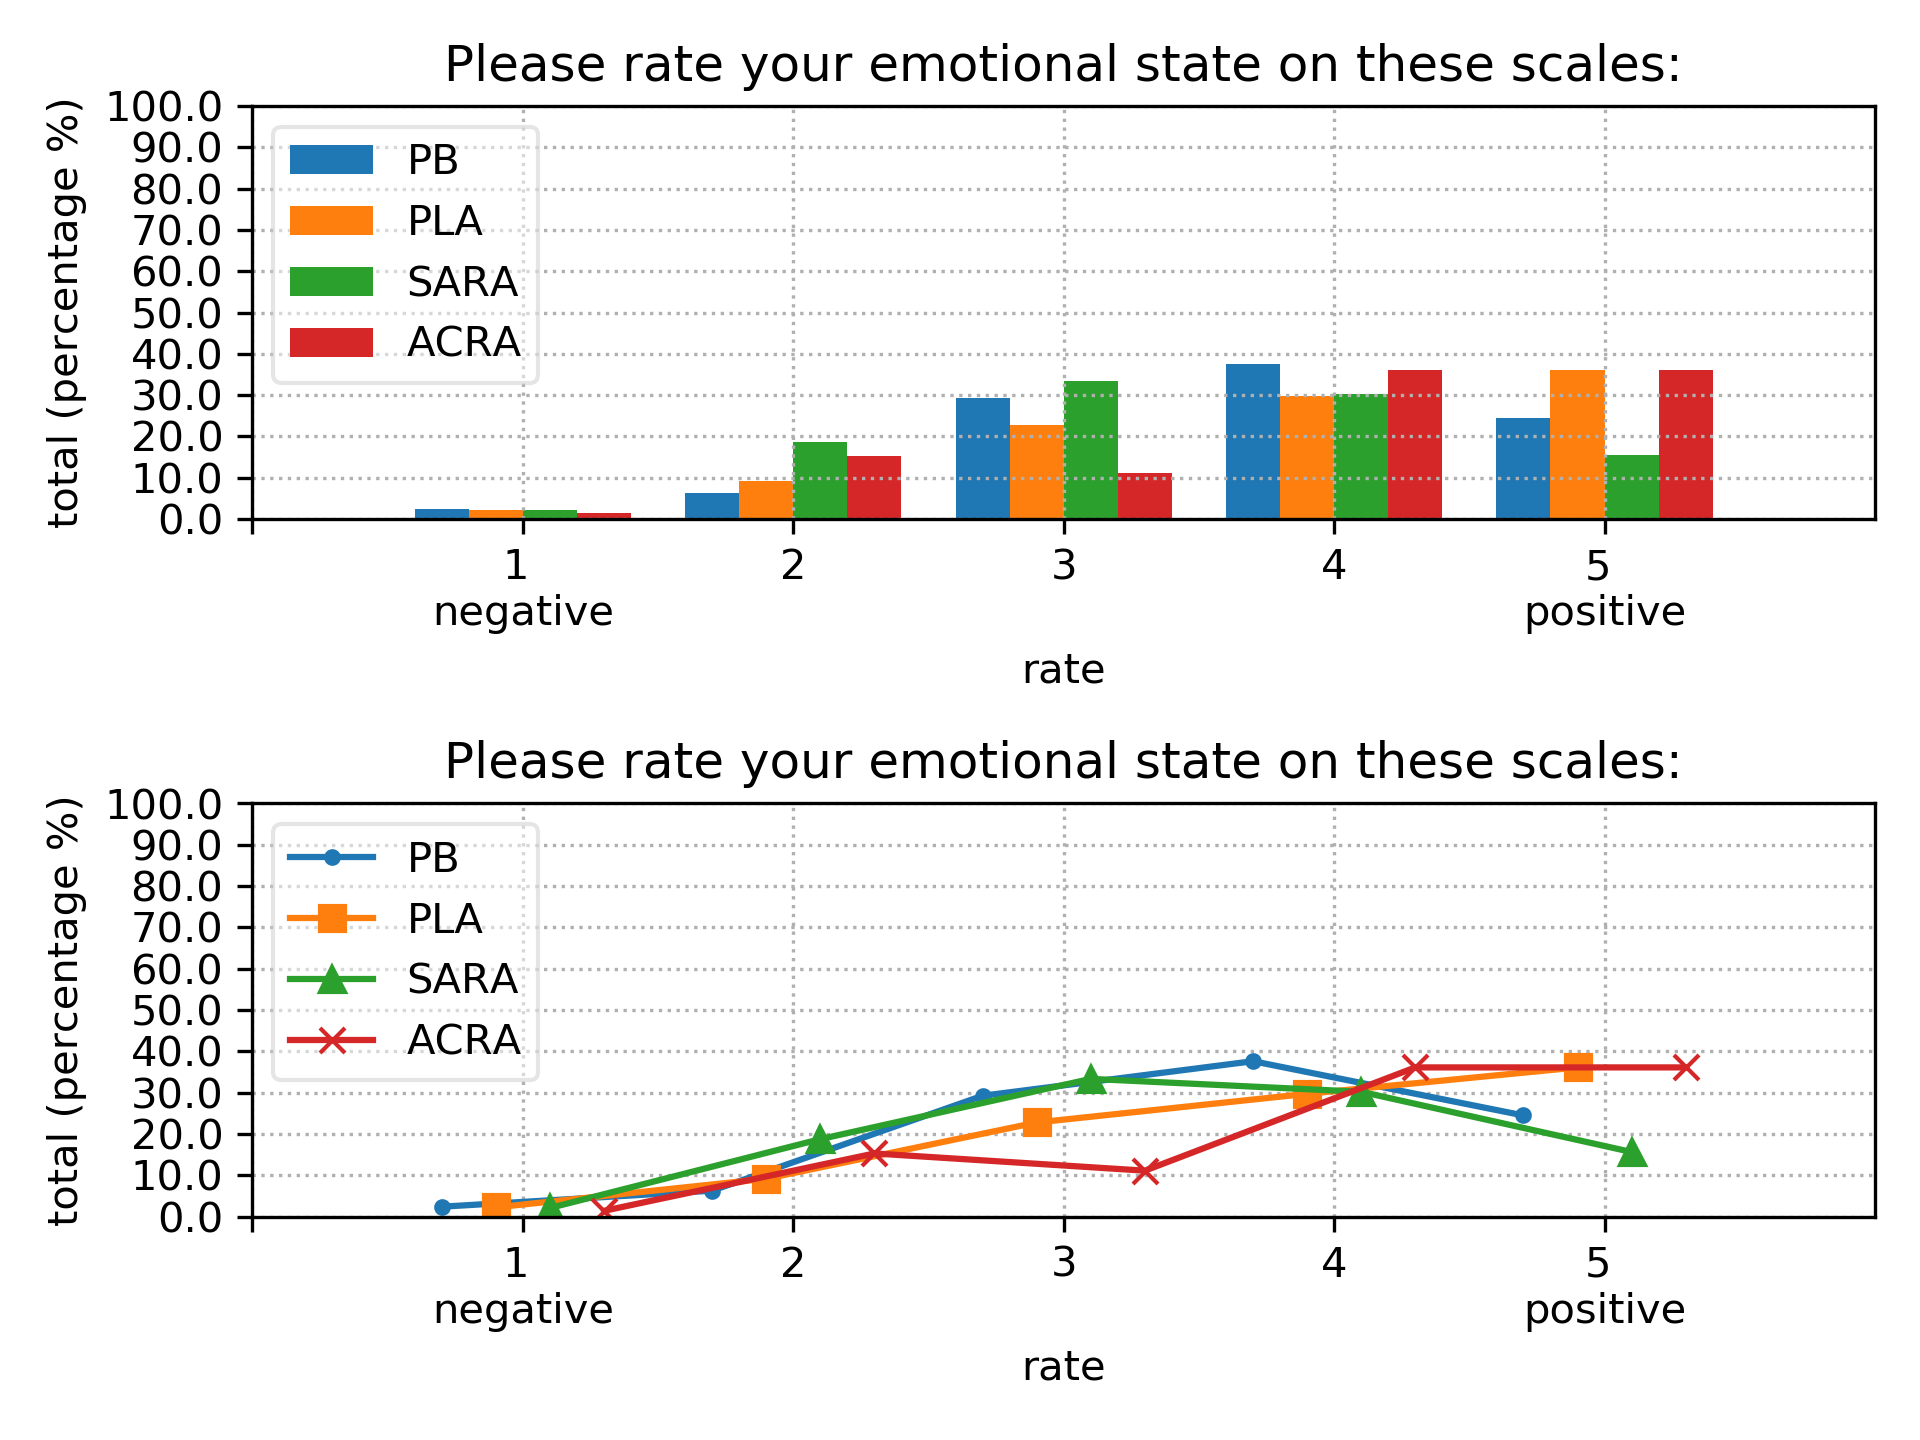 Please rate your emotional state on these scales:
total (percentage %)
100.0
90.0
80.0
70.0
60.0
50.0
40.0
30.0
20.0
10.0
0.0
PB
PLA
SARA
ACRA
1 2 3 4 5
negative positive
rate
Please rate your emotional state on these scales:
total (percentage %)
100.0
90.0
80.0
70.0
60.0
50.0
40.0
30.0
20.0
10.0
0.0
PB
PLA
SARA
ACRA
1 2 3 4 5
negative positive
rate